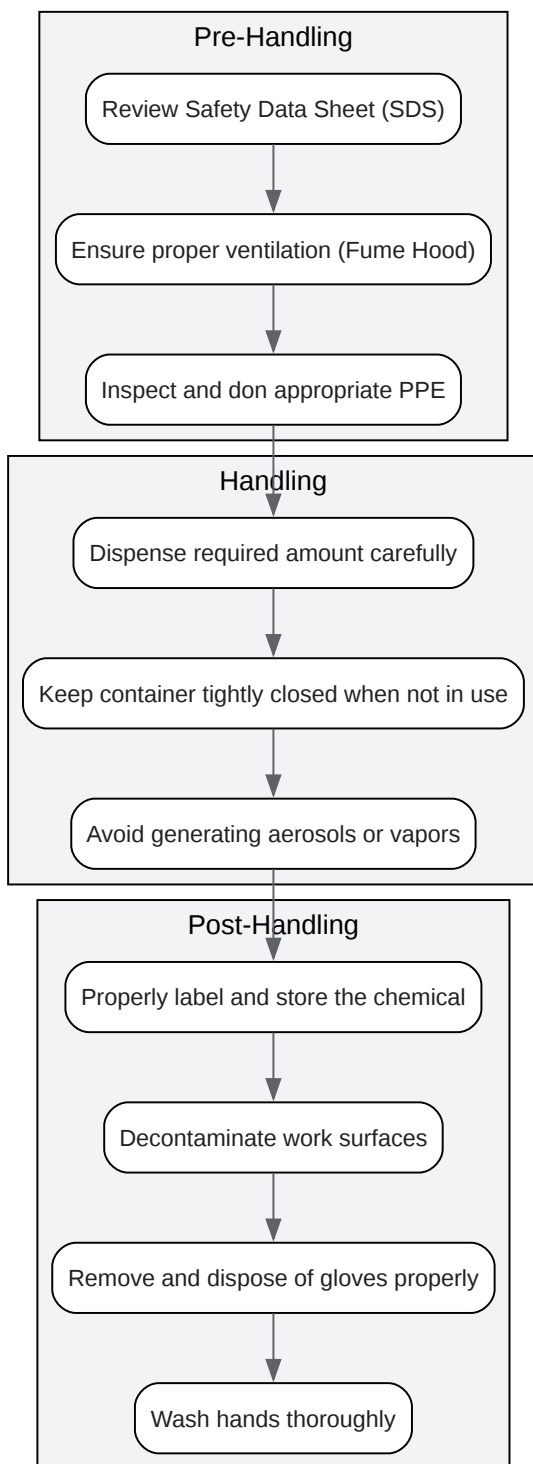 Pre-Handling
Review Safety Data Sheet (SDS)
Ensure proper ventilation (Fume Hood)
Inspect and don appropriate PPE
Handling
Dispense required amount carefully
Keep container tightly closed when not in use
Avoid generating aerosols or vapors
Post-Handling
Properly label and store the chemical
Decontaminate work surfaces
Remove and dispose of gloves properly
Wash hands thoroughly